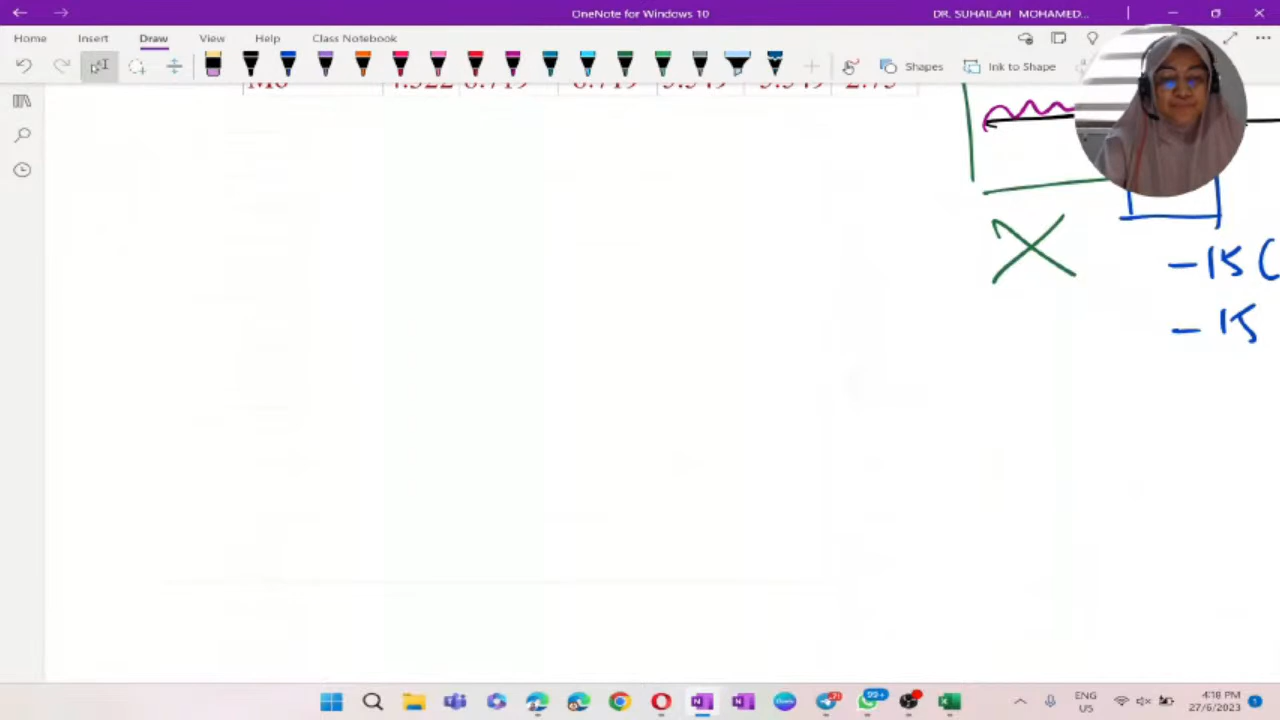 OneNote for Windows 10
DR. SUHAILAH MOHAMED...
Home Insert Draw View Help Class Notebook
Shapes Ink to Shape
-15 (
-15
99+
ENG
US
4:18 PM
27/6/2023